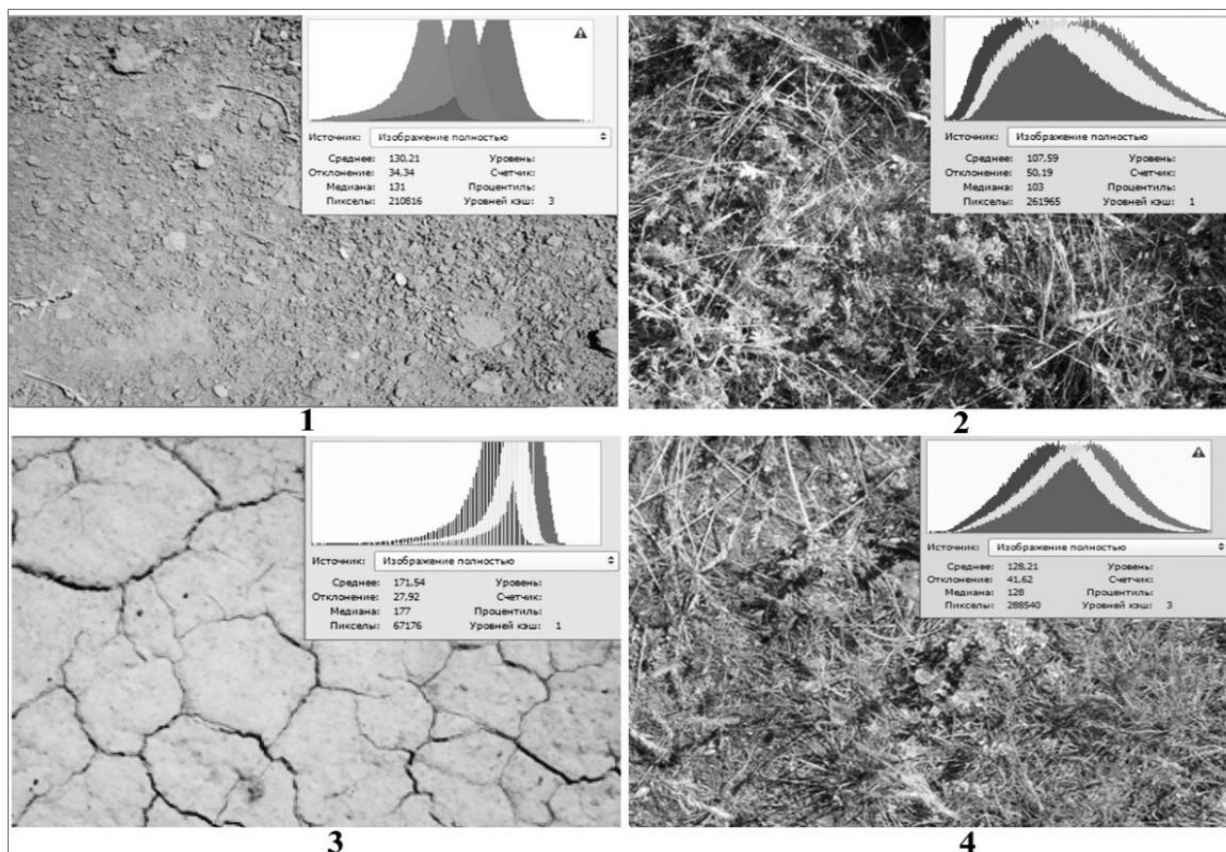 Источник: Изображение полностью
Среднее: 130,21 Уровень:
Отклонение: 34,34 Счетчик:
Медиана: 131 Процентиль:
Пикселы: 210816 Уровней кэш: 3
1
Источник: Изображение полностью
Среднее: 107,59 Уровень:
Отклонение: 50,19 Счетчик:
Медиана: 103 Процентиль:
Пикселы: 261965 Уровней кэш: 1
2
Источник: Изображение полностью
Среднее: 171,54 Уровень:
Отклонение: 27,92 Счетчик:
Медиана: 177 Процентиль:
Пикселы: 67176 Уровней кэш: 1
3
Источник: Изображение полностью
Среднее: 128,21 Уровень:
Отклонение: 41,62 Счетчик:
Медиана: 128 Процентиль:
Пикселы: 288540 Уровней кэш: 3
4